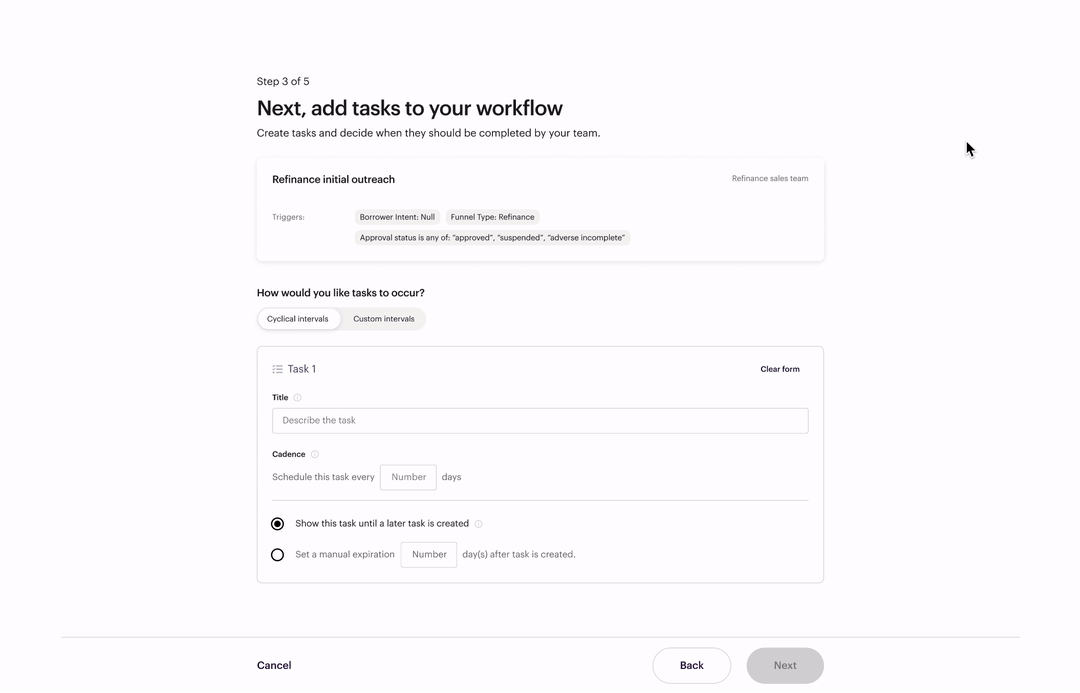 Step 3 of 5
Next, add tasks to your workflow
Create tasks and decide when they should be completed by your team.
Refinance initial outreach
Refinance sales team
Triggers:
Borrower Intent: Null
Funnel Type: Refinance
Approval status is any of: “approved”, “suspended”, “adverse incomplete”
How would you like tasks to occur?
Cyclical intervals
Custom intervals
Task 1
Clear form
Title
Describe the task
Cadence
Schedule this task every Number days
Show this task until a later task is created
Set a manual expiration Number day(s) after task is created.
Cancel
Back
Next